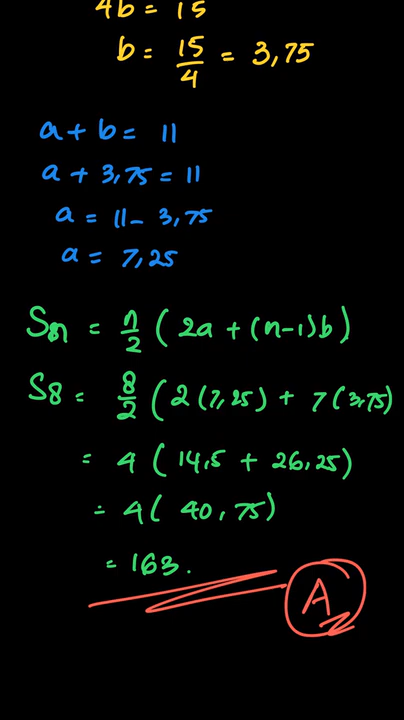 4b = 15
b = 15/4 = 3,75
a + b = 11
a + 3,75 = 11
a = 11 - 3,75
a = 7,25
Sn = n/2 ( 2a + (n-1)b )
S8 = 8/2 ( 2 (7,25) + 7 (3,75)
= 4 ( 14,5 + 26,25)
= 4 ( 40,75)
= 163.
A